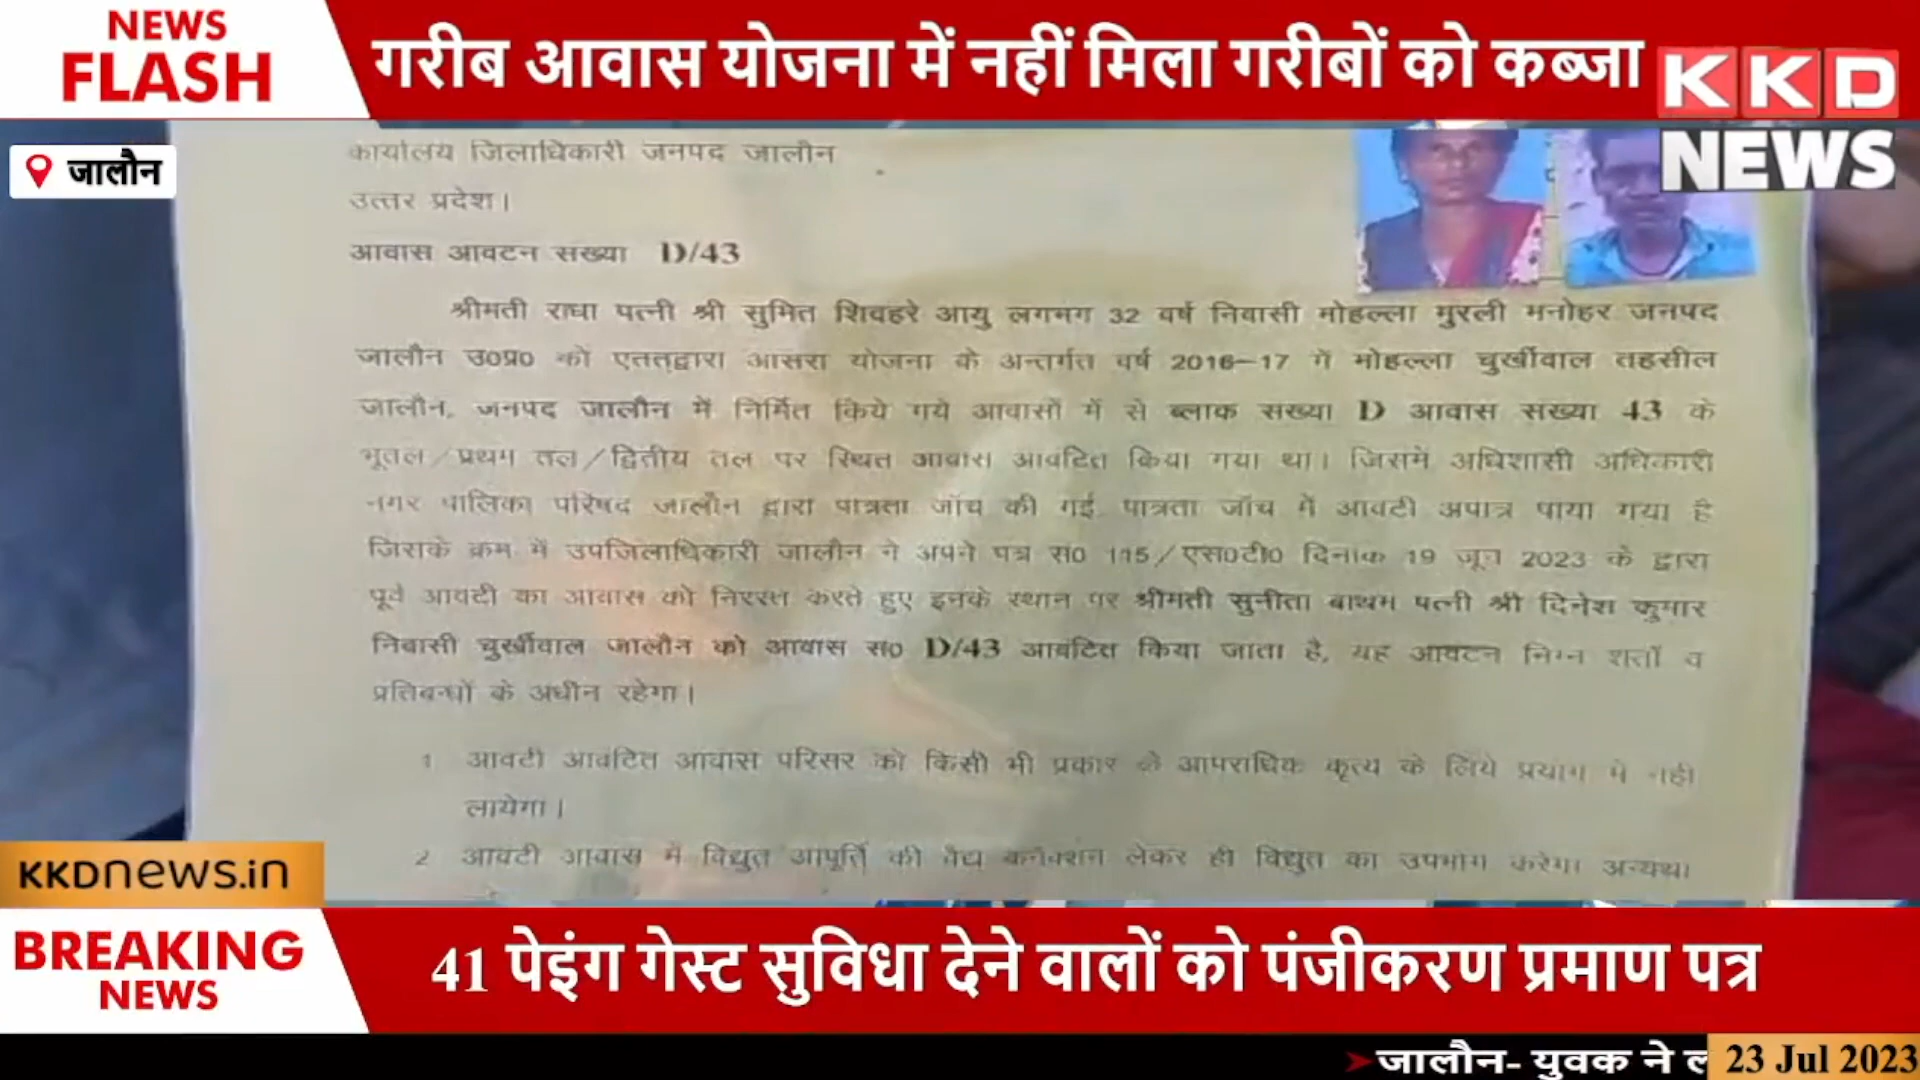 NEWS
FLASH
गरीब आवास योजना में नहीं मिला गरीबों को कब्जा
KKD
NEWS
जालौन
कार्यालय जिलाधिकारी जनपद जालौन
उत्तर प्रदेश।
आवास आवटन संख्या D/43
श्रीमती राधा पत्नी श्री सुमित शिवहरे आयु लगभग 32 वर्ष निवासी मोहल्ला मुरली मनोहर जनपद
जालौन उ0प्र0 को एतत्द्वारा आसरा योजना के अन्तर्गत वर्ष 2016-17 में मोहल्ला चुर्खीवाल तहसील
जालौन, जनपद जालौन में निर्मित किये गये आवासों में से ब्लाक संख्या D आवास संख्या 43 के
भूतल/प्रथम तल/द्वितीय तल पर स्थित आवास आवंटित किया गया था। जिसमें अधिशासी अधिकारी
नगर पालिका परिषद जालौन द्वारा पात्रता जॉच की गई पात्रता जॉच में आवटी अपात्र पाया गया है
जिसके क्रम में उपजिलाधिकारी जालौन ने अपने पत्र स0 115/एस0टी0 दिनांक 19 जून 2023 के द्वारा
पूर्व आवटी का आवास को निरस्त करते हुए इनके स्थान पर श्रीमती सुनीता बाथम पत्नी श्री दिनेश कुमार
निवासी चुर्खीवाल जालौन को आवास स0 D/43 आवंटित किया जाता है, यह आवटन निम्न शर्तों व
प्रतिबन्धों के अधीन रहेगा।
1 आवटी आवंटित आवास परिसर को किसी भी प्रकार के आपराधिक कृत्य के लिये प्रयोग में नही
लायेगा।
2 आवटी आवास में विद्युत आपूर्ति की वैद्य कनेक्शन लेकर ही विद्युत का उपभोग करेगा अन्यथा
KKDnews.in
BREAKING
NEWS
41 पेइंग गेस्ट सुविधा देने वालों को पंजीकरण प्रमाण पत्र
जालौन- युवक ने ल
23 Jul 2023